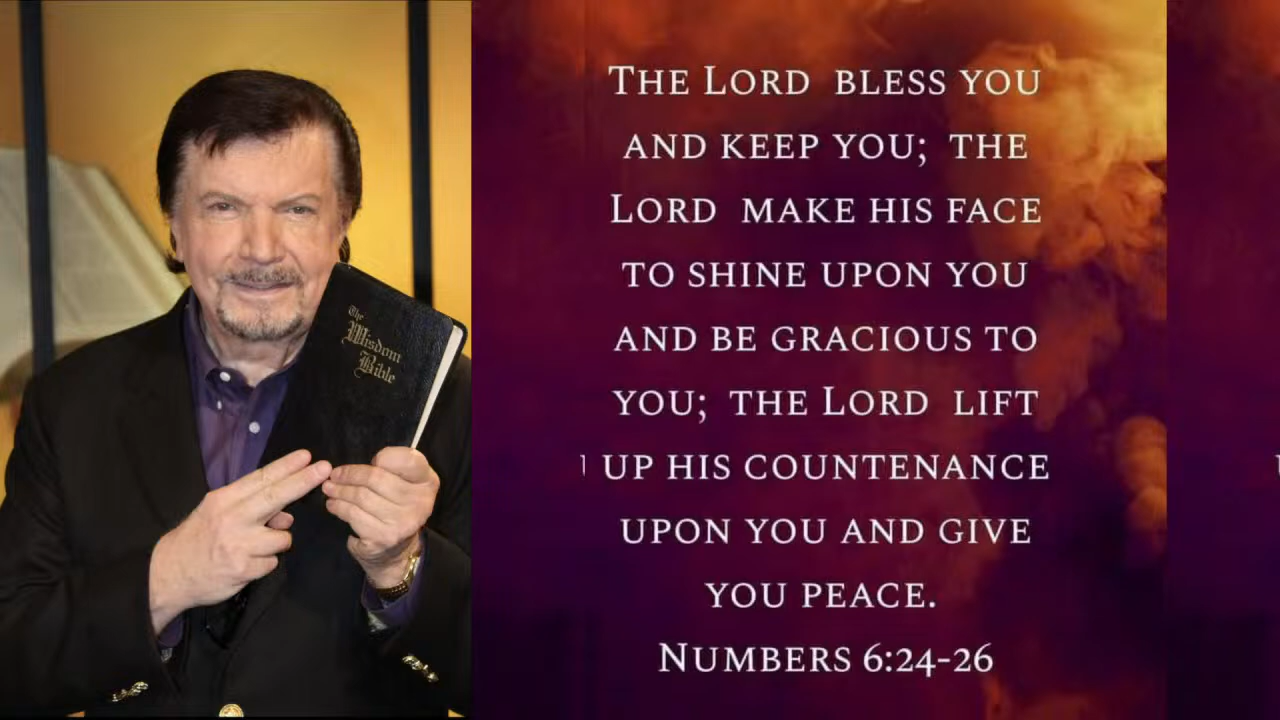 The
Wisdom
Bible
The Lord bless you
and keep you; the
Lord make his face
to shine upon you
and be gracious to
you; the Lord lift
up his countenance
upon you and give
you peace.
Numbers 6:24-26